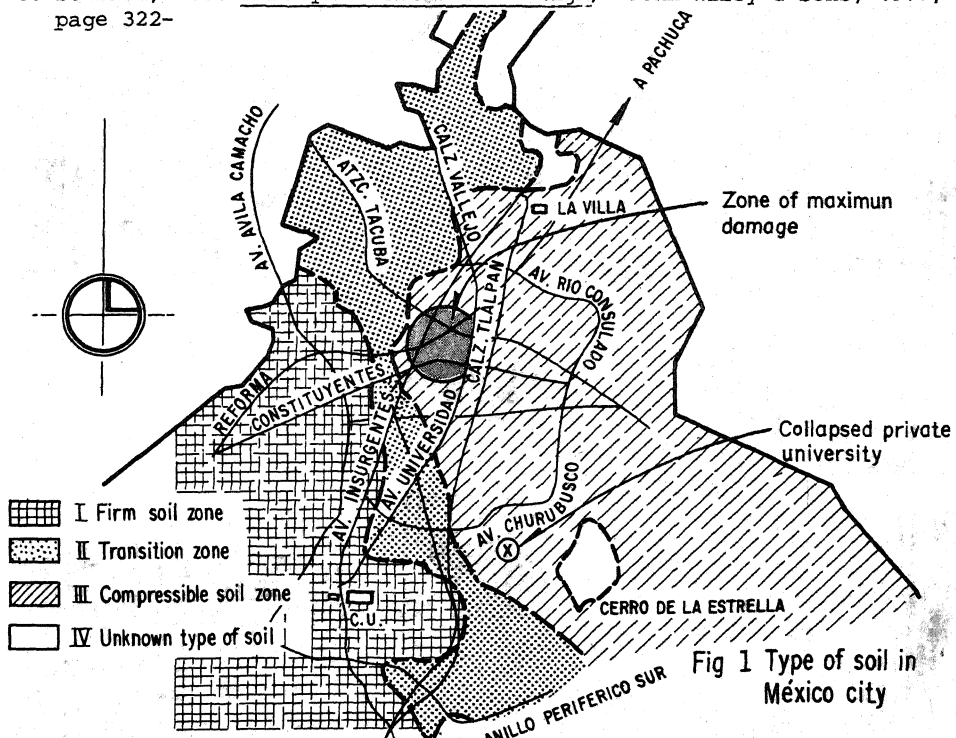 page 322-
A PACHUCA
AV. AVILA CAMACHO
ATZC. TACUBA
CALZ. VALLEJO
LA VILLA
Zone of maximun
damage
CALZ. TLALPAN
AV. RIO CONSULADO
REFORMA
CONSTITUYENTES
AV. INSURGENTES
AV UNIVERSIDAD
Collapsed private
university
AV. CHURUBUSCO
X
I Firm soil zone
II Transition zone
III Compressible soil zone
IV Unknown type of soil
C.U.
CERRO DE LA ESTRELLA
ANILLO PERIFERICO SUR
Fig 1 Type of soil in
México city